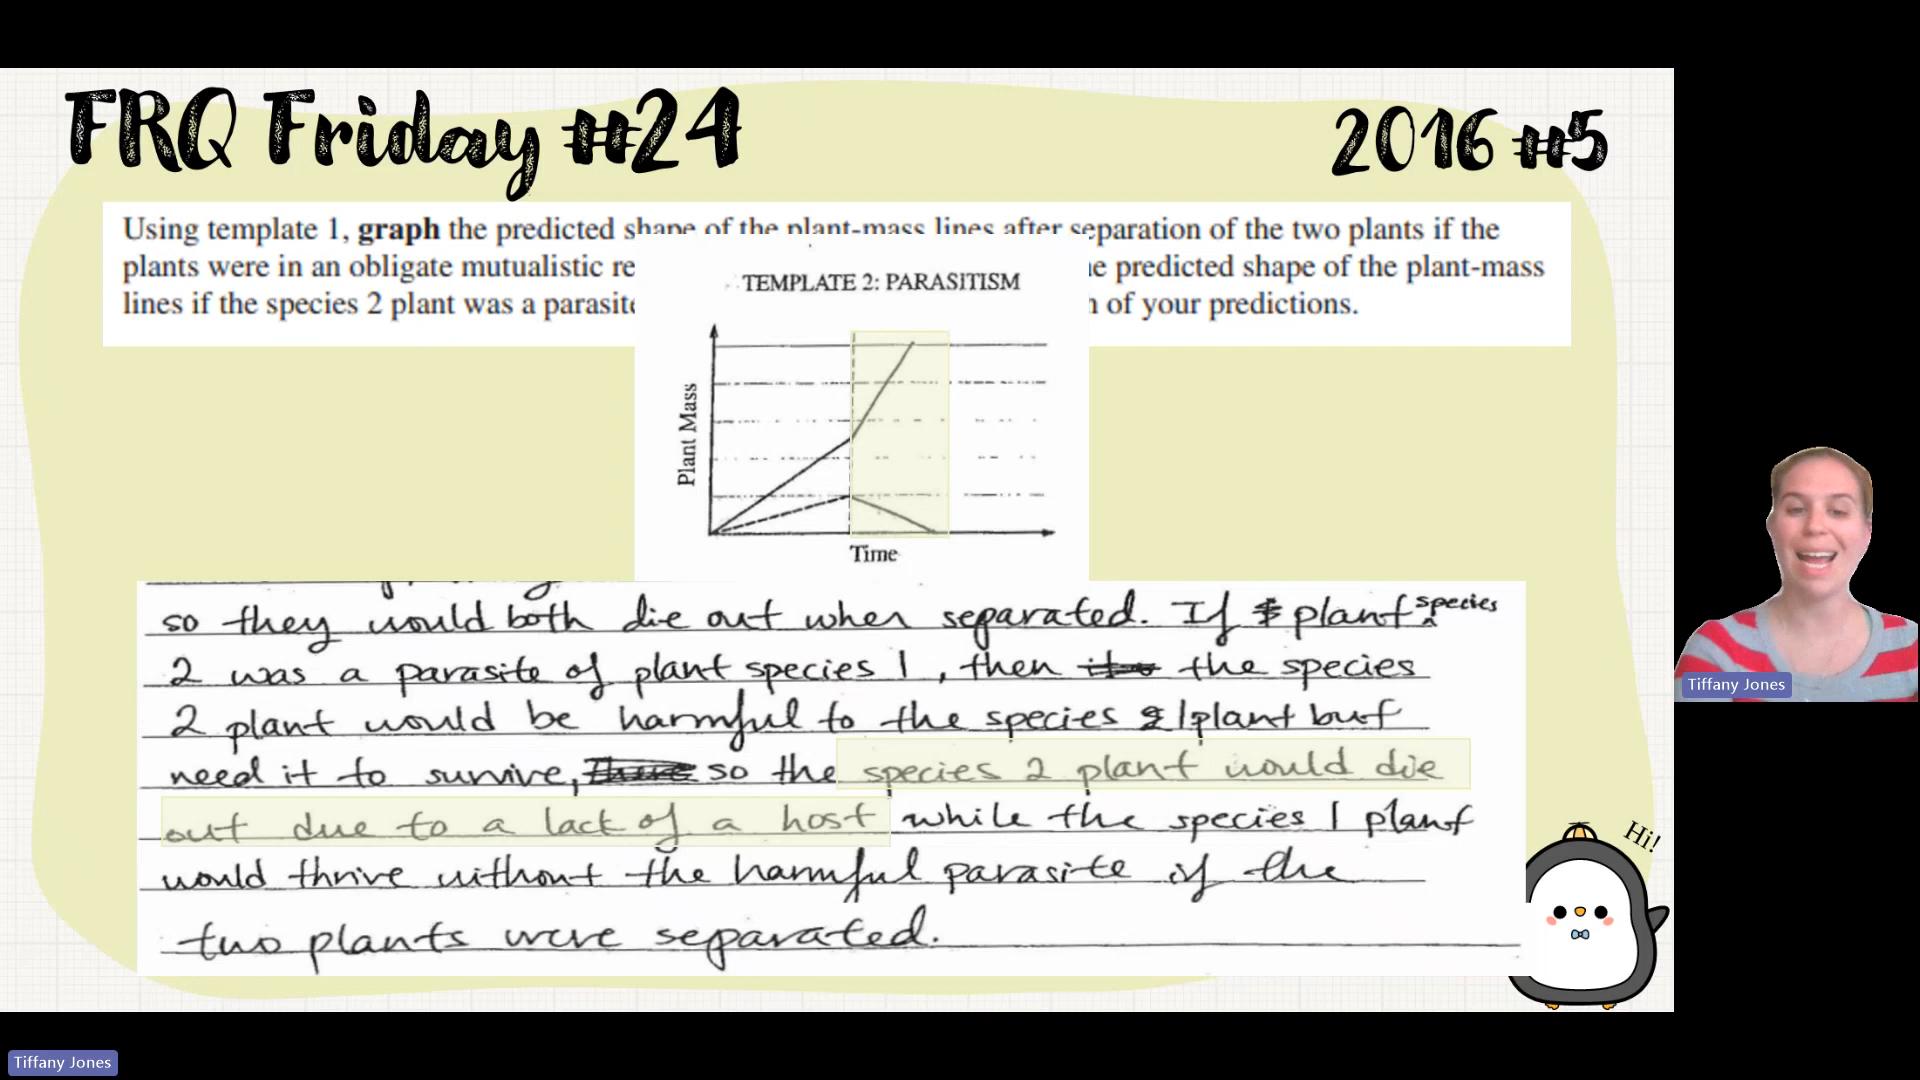 FRQ Friday #24
2016 #5
Using template 1, graph the predicted shape of the plant-mass lines after separation of the two plants if the
plants were in an obligate mutualistic re
e predicted shape of the plant-mass
lines if the species 2 plant was a parasite
of your predictions.
TEMPLATE 2: PARASITISM
Plant Mass
Time
so they would both die out when separated. If plant species
2 was a parasite of plant species 1, then the species
2 plant would be harmful to the species 1 plant but
need it to survive, so the species 2 plant would die
out due to a lack of a host while the species 1 plant
would thrive without the harmful parasite if the
two plants were separated.
Hi!
Tiffany Jones
Tiffany Jones